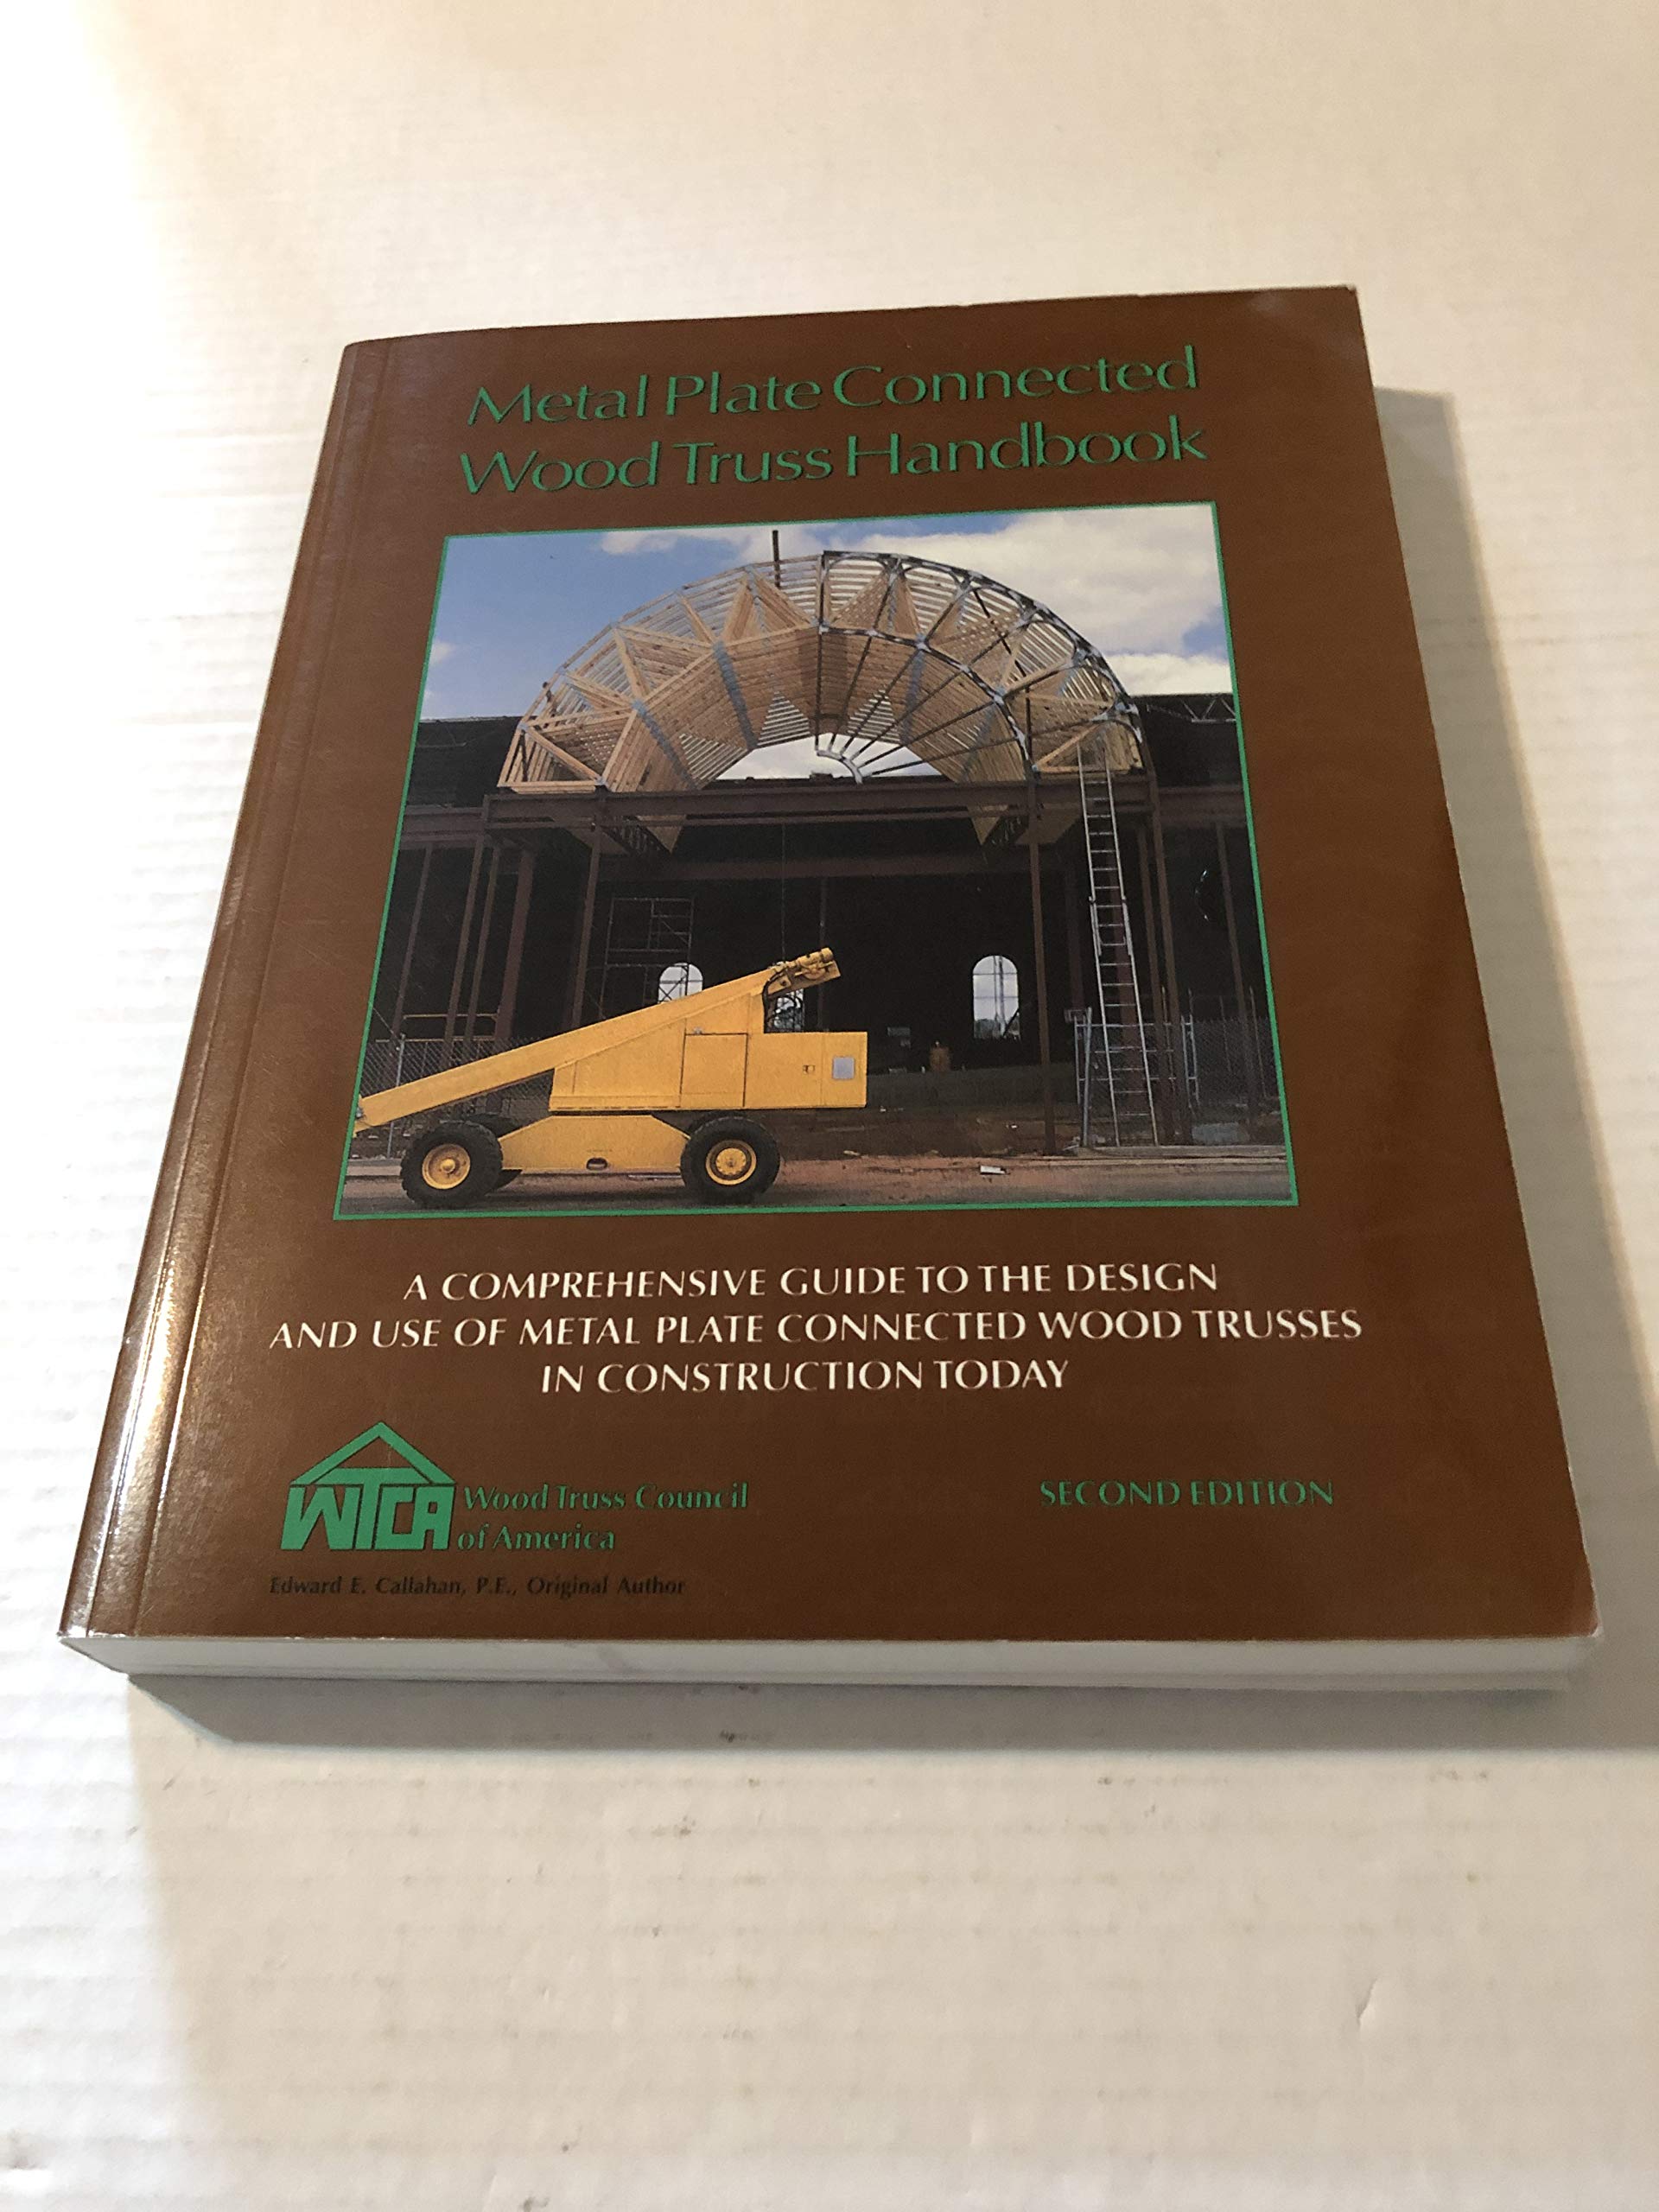 Metal Plate Connected
Wood Truss Handbook
A COMPREHENSIVE GUIDE TO THE DESIGN
AND USE OF METAL PLATE CONNECTED WOOD TRUSSES
IN CONSTRUCTION TODAY
WTCA Wood Truss Council
of America
SECOND EDITION
Edward E. Callahan, P.E., Original Author